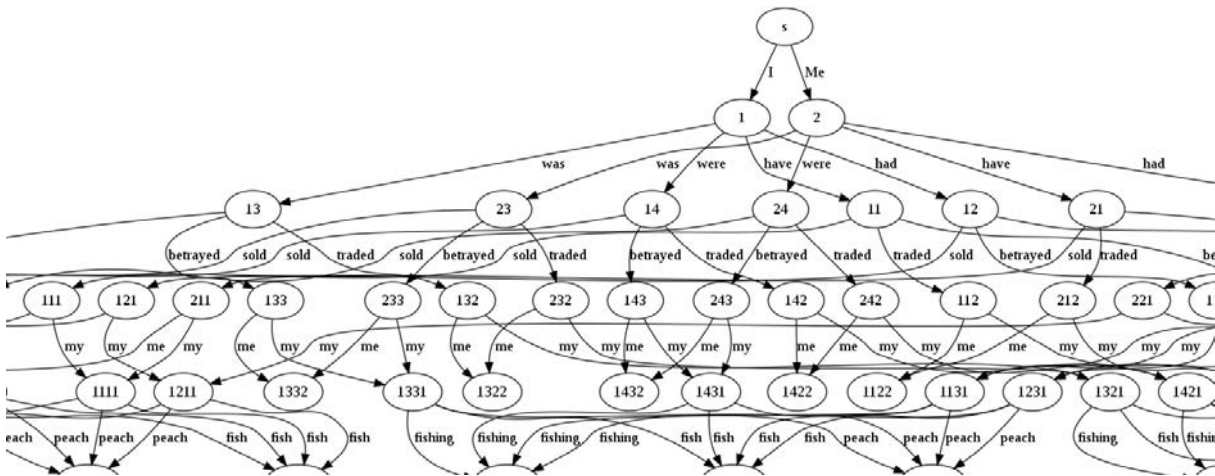 s
I Me
1 2
was was were have were had have had
13 23 14 24 11 12 21
betrayed sold sold traded betrayed traded sold betrayed sold traded betrayed traded traded betrayed sold traded
111 121 211 133 233 132 232 143 243 142 242 112 212 221
my my me my me my my me my me my me my my me me my me my me my me my my my
1111 1211 1332 1331 1322 1432 1431 1422 1122 1131 1231 1321 1421
peach peach peach fish fish fish fishing fishing fishing fishing fish fish fish fish peach peach peach peach fishing fish fishing